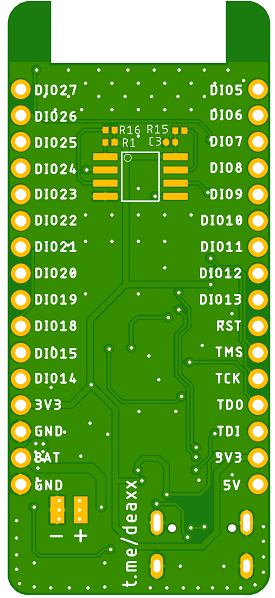 DIO27 DIO5
DIO26 DIO6
R16 R15
DIO25 R1 C3 DIO7
DIO24 DIO8
DIO23 DIO9
DIO22 DIO10
DIO21 DIO11
DIO20 DIO12
DIO19 DIO13
DIO18 RST
DIO15 TMS
DIO14 TCK
3V3 TDO
GND TDI
BAT 3V3
GND 5V
- +
t.me/deaxx